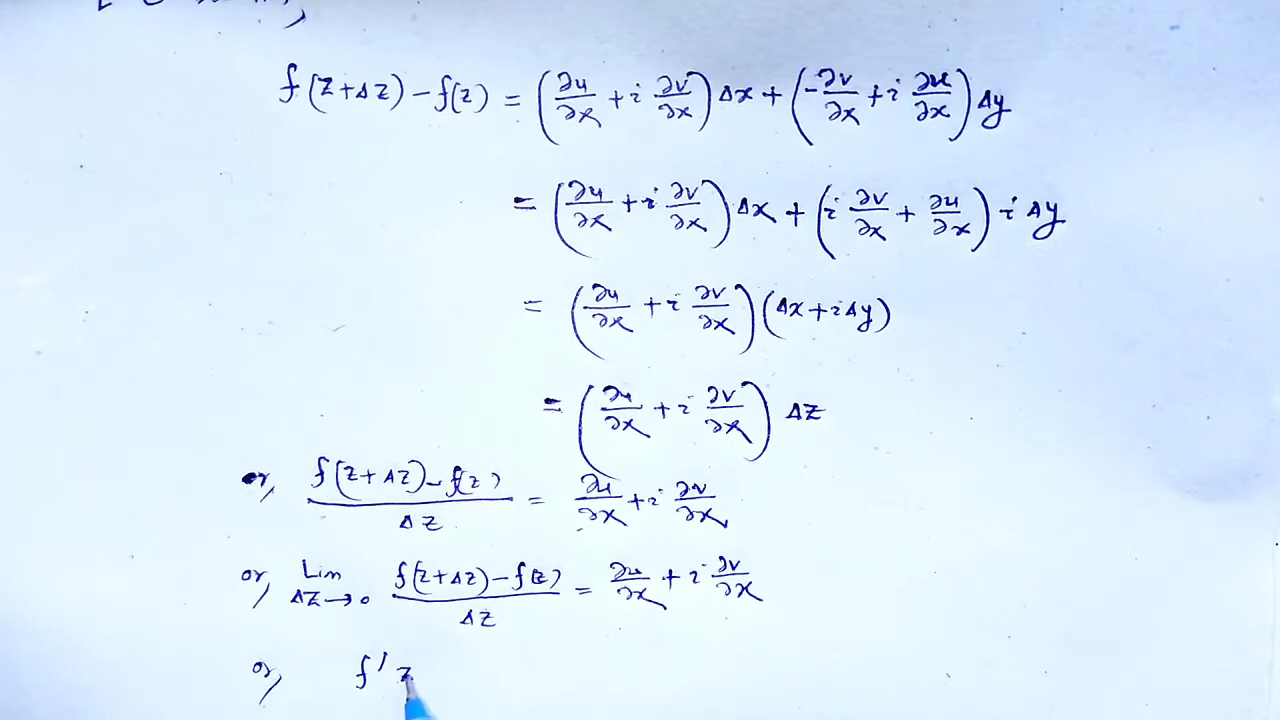 f(z+Δz)-f(z) = (∂u/∂x + i ∂v/∂x) Δx + (-∂v/∂x + i ∂u/∂x) Δy
= (∂u/∂x + i ∂v/∂x) Δx + (i ∂v/∂x + ∂u/∂x) i Δy
= (∂u/∂x + i ∂v/∂x) (Δx + iΔy)
= (∂u/∂x + i ∂v/∂x) Δz
or, f(z+Δz)-f(z)/Δz = ∂u/∂x + i ∂v/∂x
or, Lim Δz→0 f(z+Δz)-f(z)/Δz = ∂u/∂x + i ∂v/∂x
or, f'z